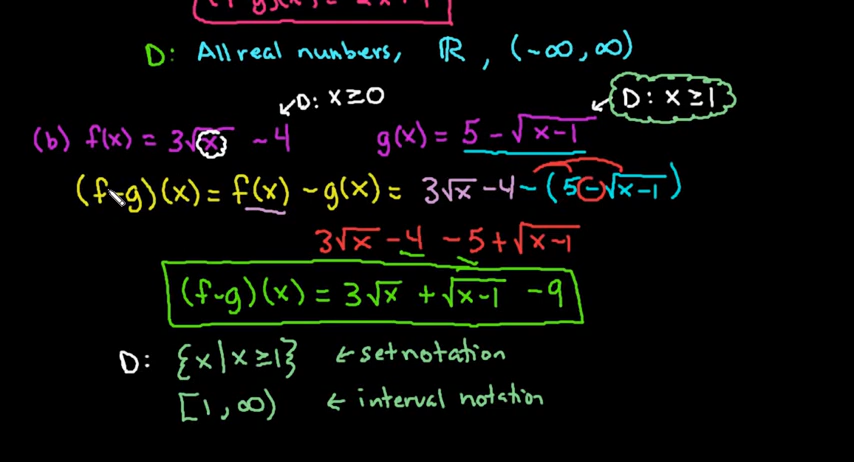 D: All real numbers, ℝ, (-∞,∞)
D: x≥0
D: x≥1
(b) f(x) = 3√x - 4 g(x) = 5 - √x-1
(f-g)(x) = f(x) - g(x) = 3√x - 4 - (5 - √x-1)
3√x - 4 - 5 + √x-1
(f-g)(x) = 3√x + √x-1 - 9
D: {x|x≥1} ← set notation
[1,∞) ← interval notation